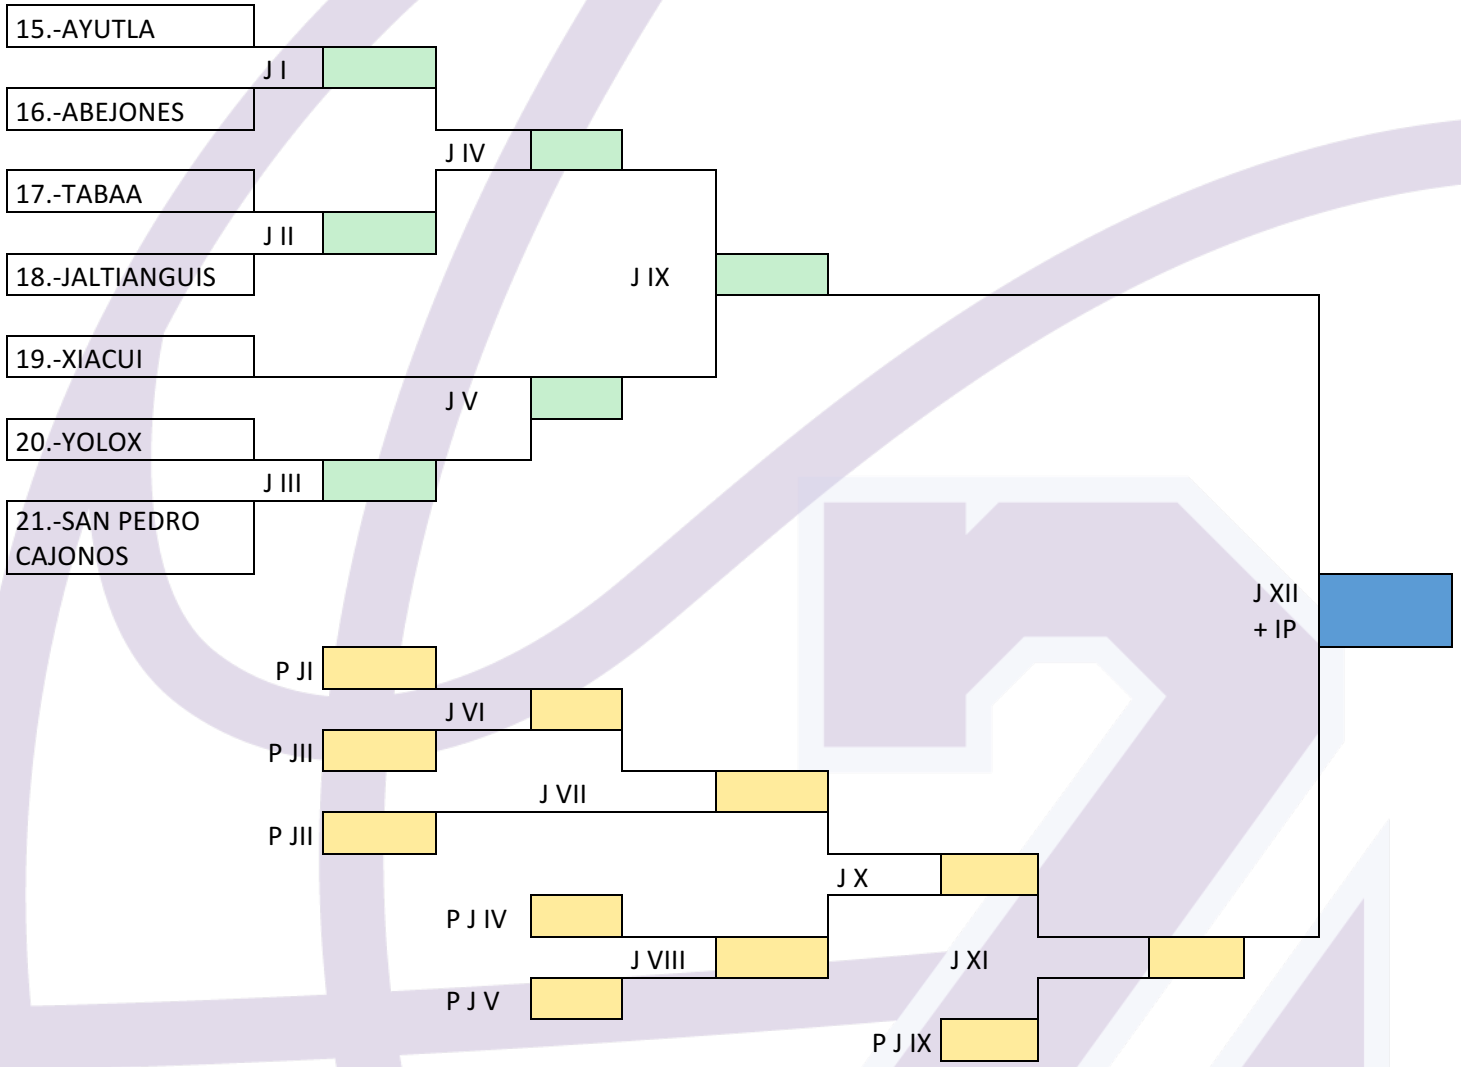 15.-AYUTLA
J I
16.-ABEJONES
J IV
17.-TABAA
J II
18.-JALTIANGUIS
J IX
19.-XIACUI
J V
20.-YOLOX
J III
21.-SAN PEDRO
CAJONOS
J XII
+ IP
P JI
J VI
P JII
J VII
P JII
J X
P J IV
J VIII
J XI
P J V
P J IX